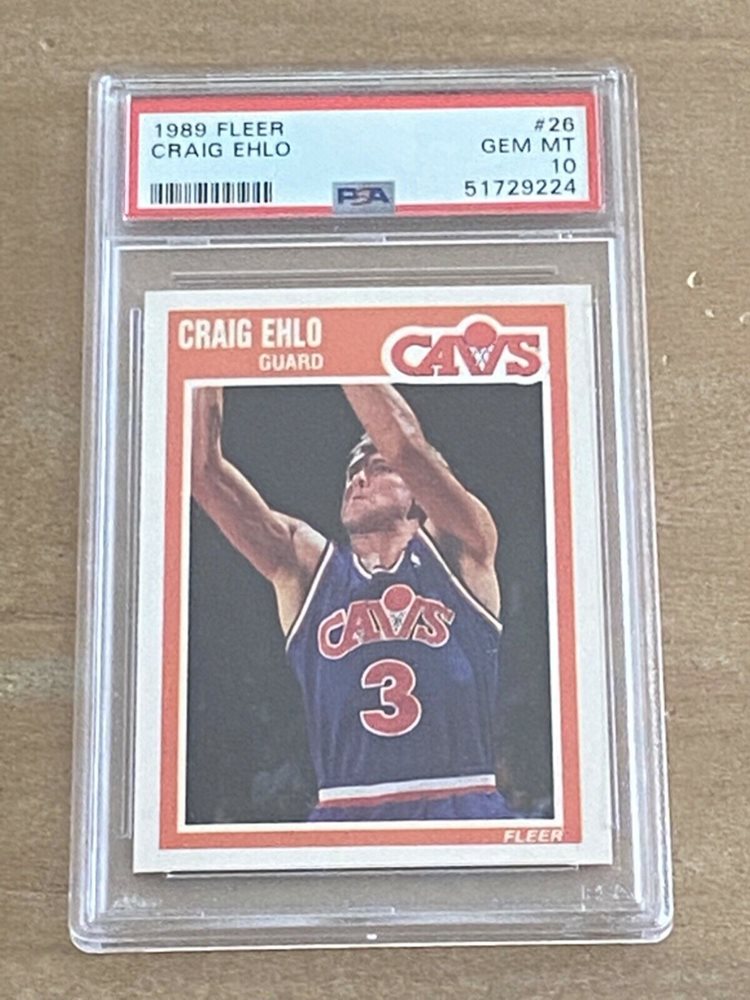 1989 FLEER #26
CRAIG EHLO GEM MT
10
PSA 51729224
CRAIG EHLO
GUARD
CAVS
CAVS
3
FLEER